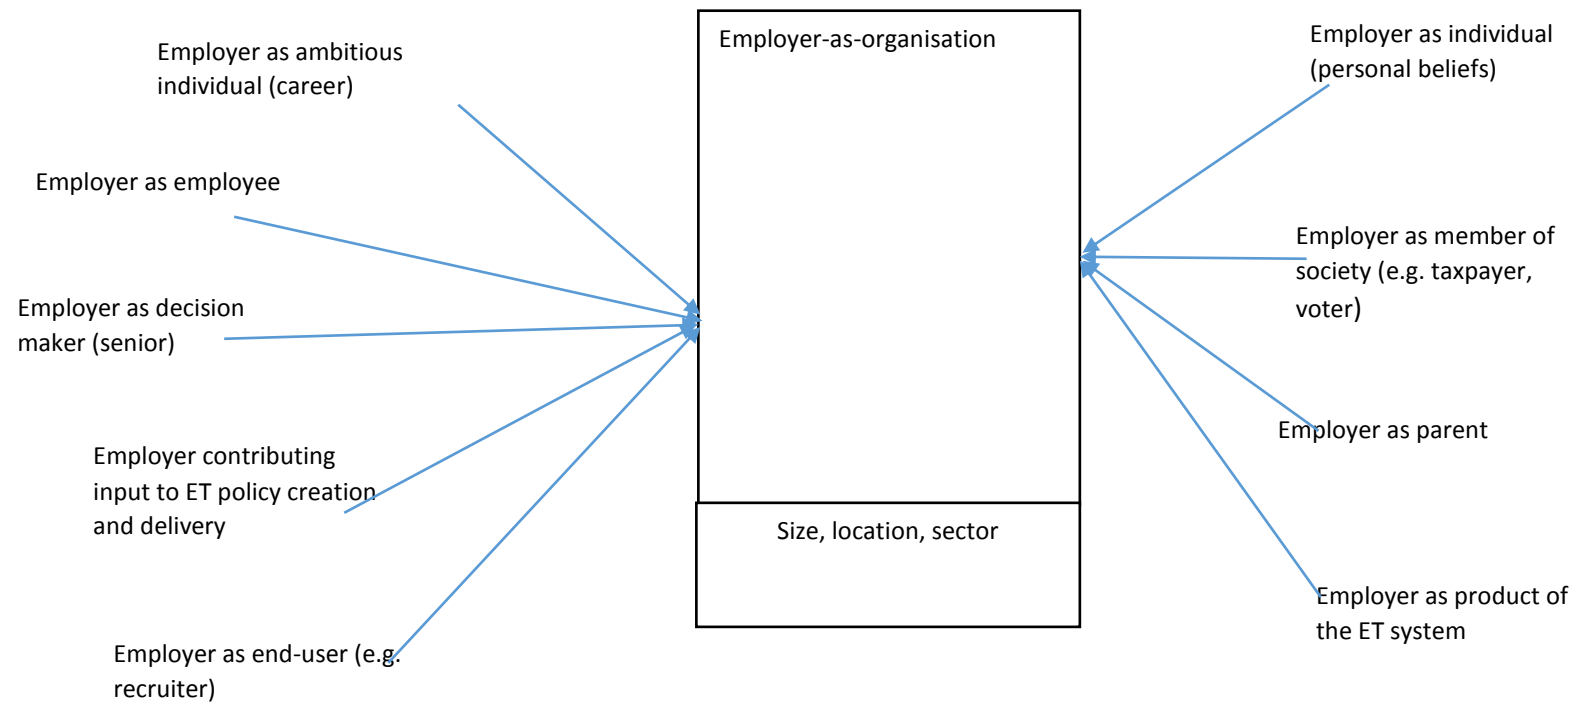 Employer as ambitious
individual (career)
Employer as employee
Employer as decision
maker (senior)
Employer contributing
input to ET policy creation
and delivery
Employer as end-user (e.g.
recruiter)
Employer-as-organisation
Size, location, sector
Employer as individual
(personal beliefs)
Employer as member of
society (e.g. taxpayer,
voter)
Employer as parent
Employer as product of
the ET system